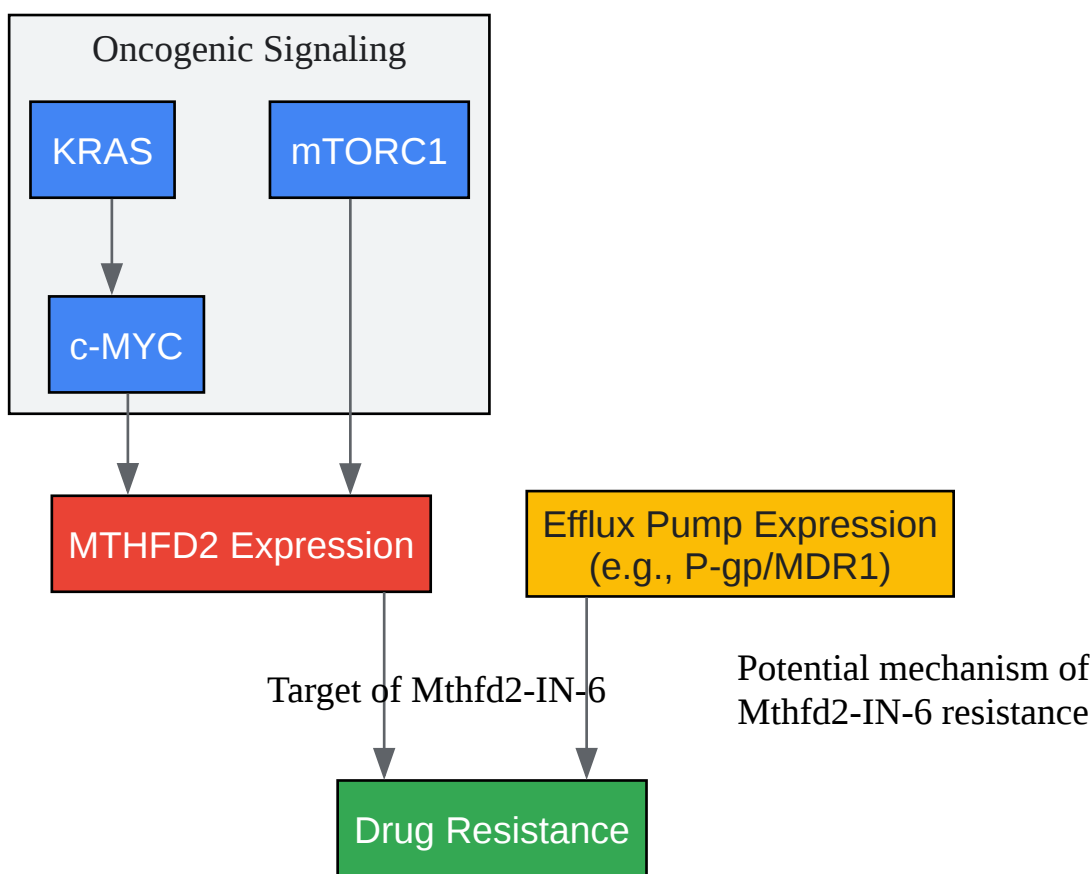 Oncogenic Signaling
KRAS
mTORC1
c-MYC
MTHFD2 Expression
Efflux Pump Expression
(e.g., P-gp/MDR1)
Target of Mthfd2-IN-6
Potential mechanism of
Mthfd2-IN-6 resistance
Drug Resistance